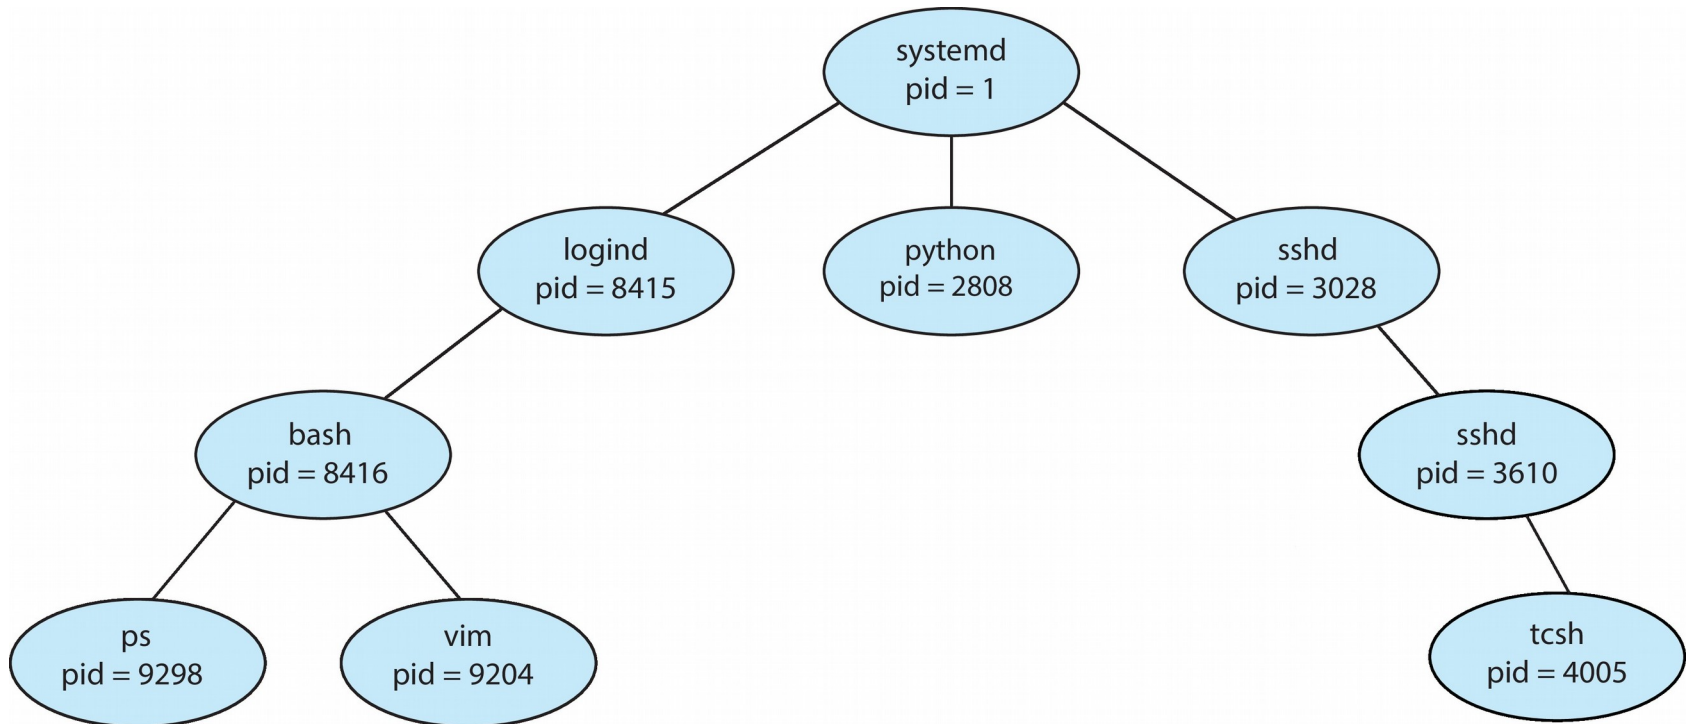 systemd
pid = 1
logind
pid = 8415
python
pid = 2808
sshd
pid = 3028
bash
pid = 8416
sshd
pid = 3610
ps
pid = 9298
vim
pid = 9204
tcsh
pid = 4005